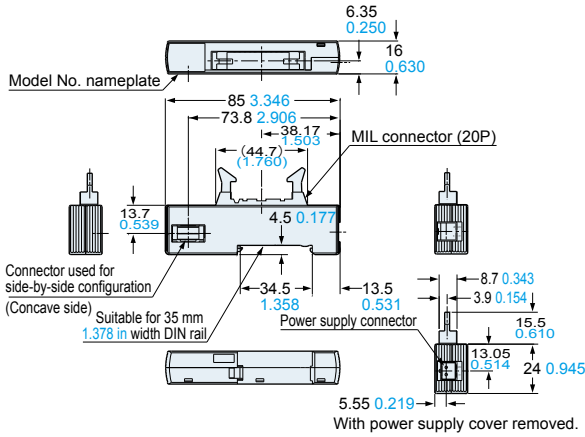 6.35
0.250
16
0.630
Model No. nameplate
85 3.346
73.8 2.906
38.17
1.503
(44.7)
(1.760)
MIL connector (20P)
13.7
0.539
4.5 0.177
Connector used for
side-by-side configuration
(Concave side)
34.5
1.358
13.5
0.531
Suitable for 35 mm
1.378 in width DIN rail
8.7 0.343
3.9 0.154
15.5
0.610
Power supply connector
13.05
0.514
24 0.945
5.55 0.219
With power supply cover removed.